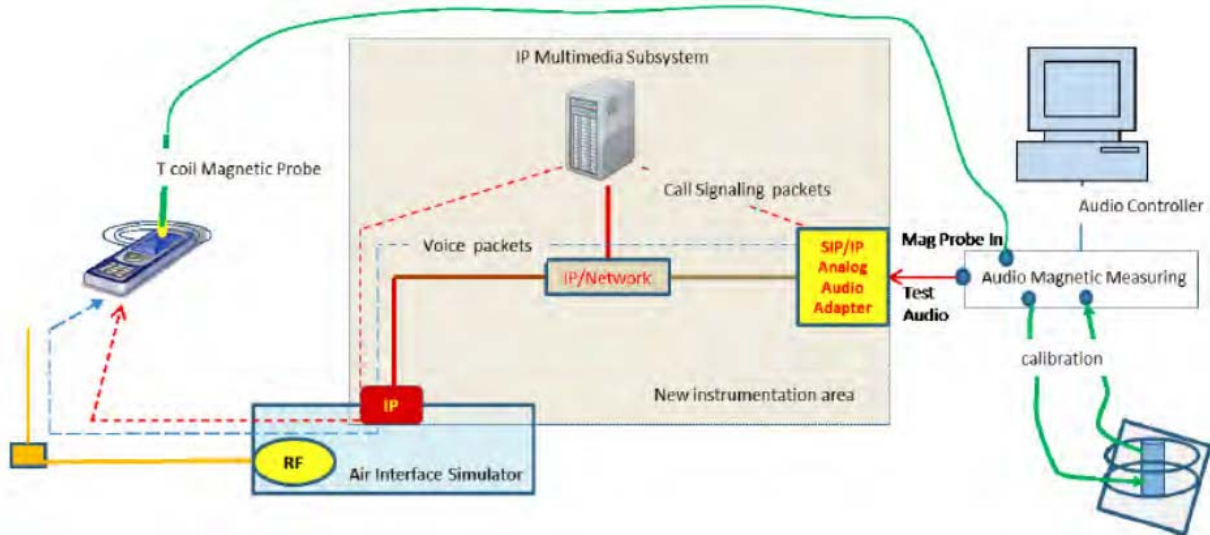 IP Multimedia Subsystem
T coil Magnetic Probe
Call Signaling packets
Audio Controller
Voice packets
SIP/IP
Analog
Audio
Adapter
Mag Probe In
IP/Network
Audio Magnetic Measuring
Test
Audio
calibration
New instrumentation area
IP
RF
Air Interface Simulator